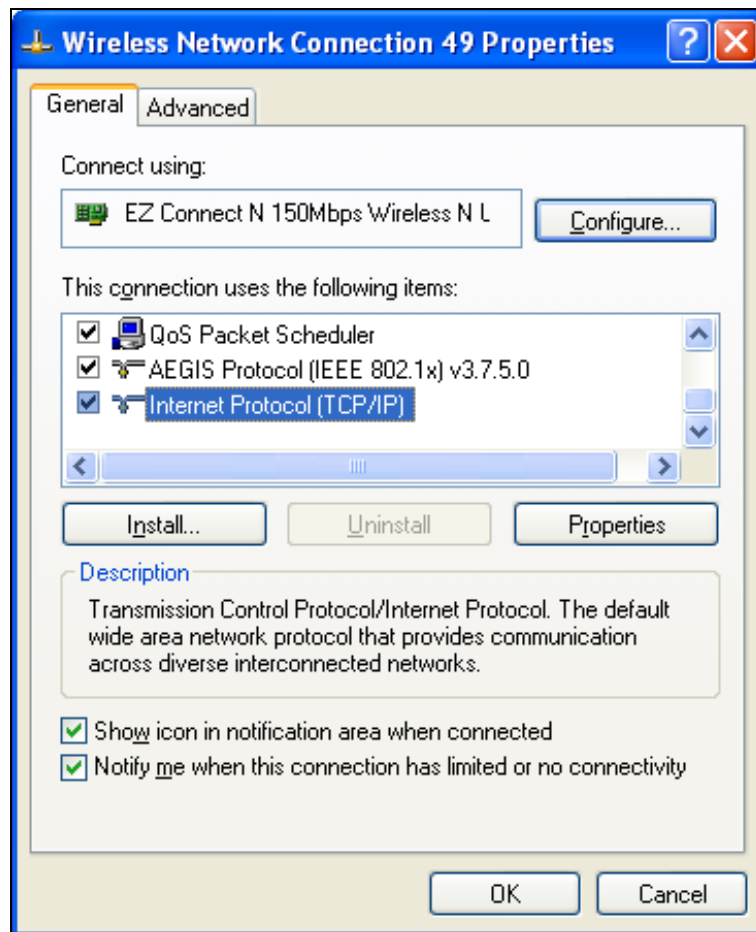 Wireless Network Connection 49 Properties
General
Advanced
Connect using:
EZ Connect N 150Mbps Wireless N L
Configure...
This connection uses the following items:
QoS Packet Scheduler
AEGIS Protocol (IEEE 802.1x) v3.7.5.0
Internet Protocol (TCP/IP)
Install...
Uninstall
Properties
Description
Transmission Control Protocol/Internet Protocol. The default
wide area network protocol that provides communication
across diverse interconnected networks.
Show icon in notification area when connected
Notify me when this connection has limited or no connectivity
OK
Cancel